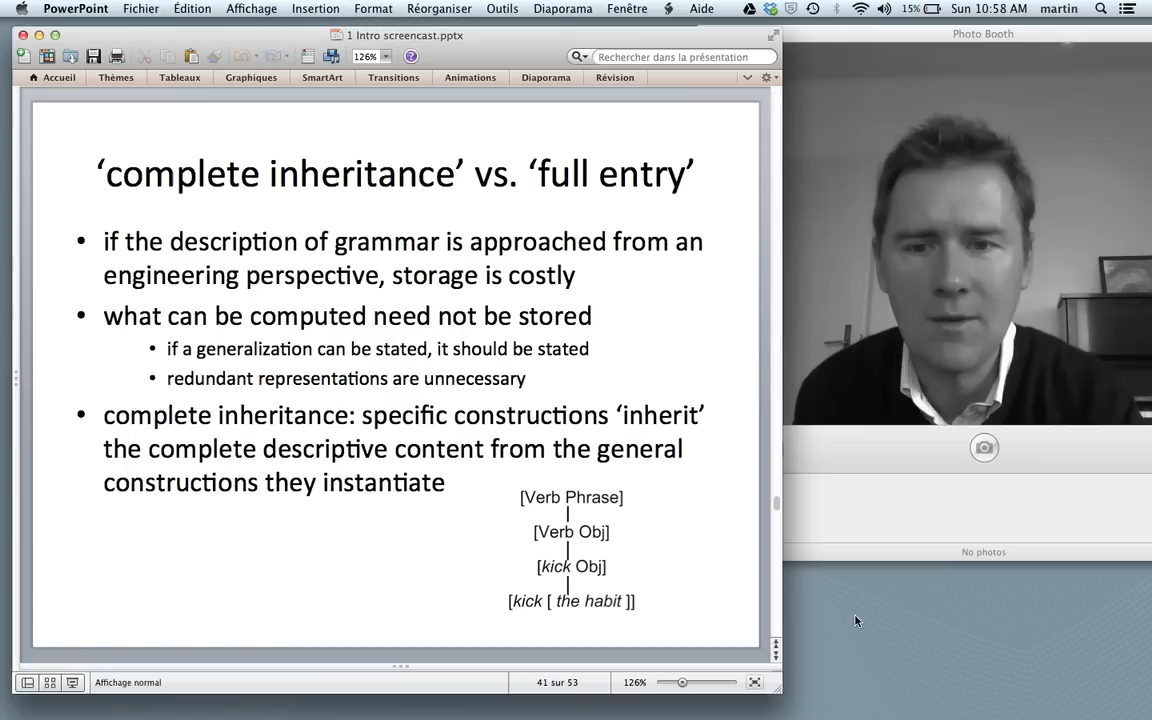 PowerPoint Fichier Édition Affichage Insertion Format Réorganiser Outils Diaporama Fenêtre Aide 15% Sun 10:58 AM martin
1 Intro screencast.pptx
Photo Booth
126% Rechercher dans la présentation
Accueil Thèmes Tableaux Graphiques SmartArt Transitions Animations Diaporama Révision
‘complete inheritance’ vs. ‘full entry’
• if the description of grammar is approached from an
engineering perspective, storage is costly
• what can be computed need not be stored
• if a generalization can be stated, it should be stated
• redundant representations are unnecessary
• complete inheritance: specific constructions ‘inherit’
the complete descriptive content from the general
constructions they instantiate
[Verb Phrase]
[Verb Obj]
[kick Obj]
[kick [ the habit ]]
No photos
Affichage normal 41 sur 53 126%